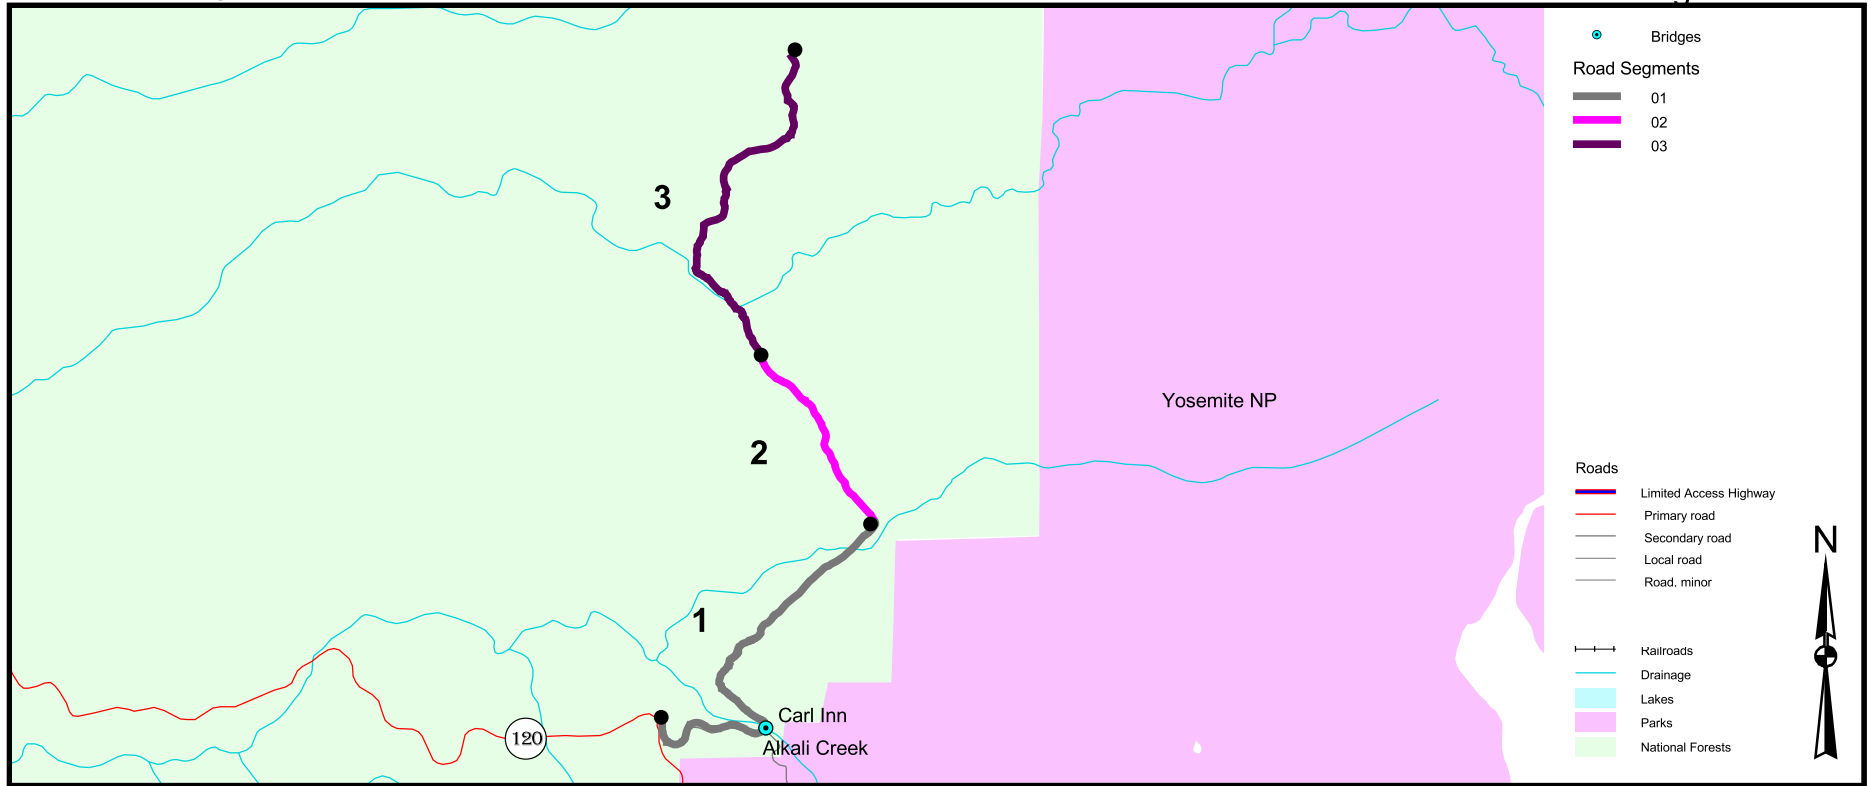 Bridges
Road Segments
01
02
03
3
Yosemite NP
2
1
Carl Inn
Alkali Creek
120
Roads
Limited Access Highway
Primary road
Secondary road
Local road
Road, minor
N
Railroads
Drainage
Lakes
Parks
National Forests